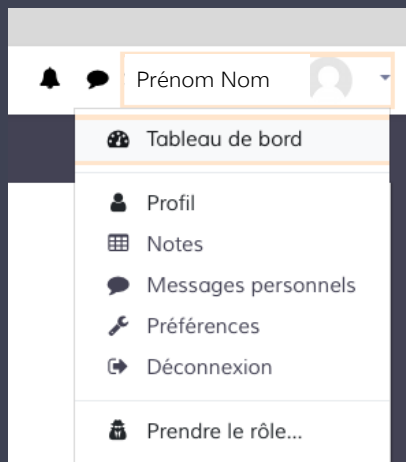 Prénom Nom
Tableau de bord
Profil
Notes
Messages personnels
Préférences
Déconnexion
Prendre le rôle...